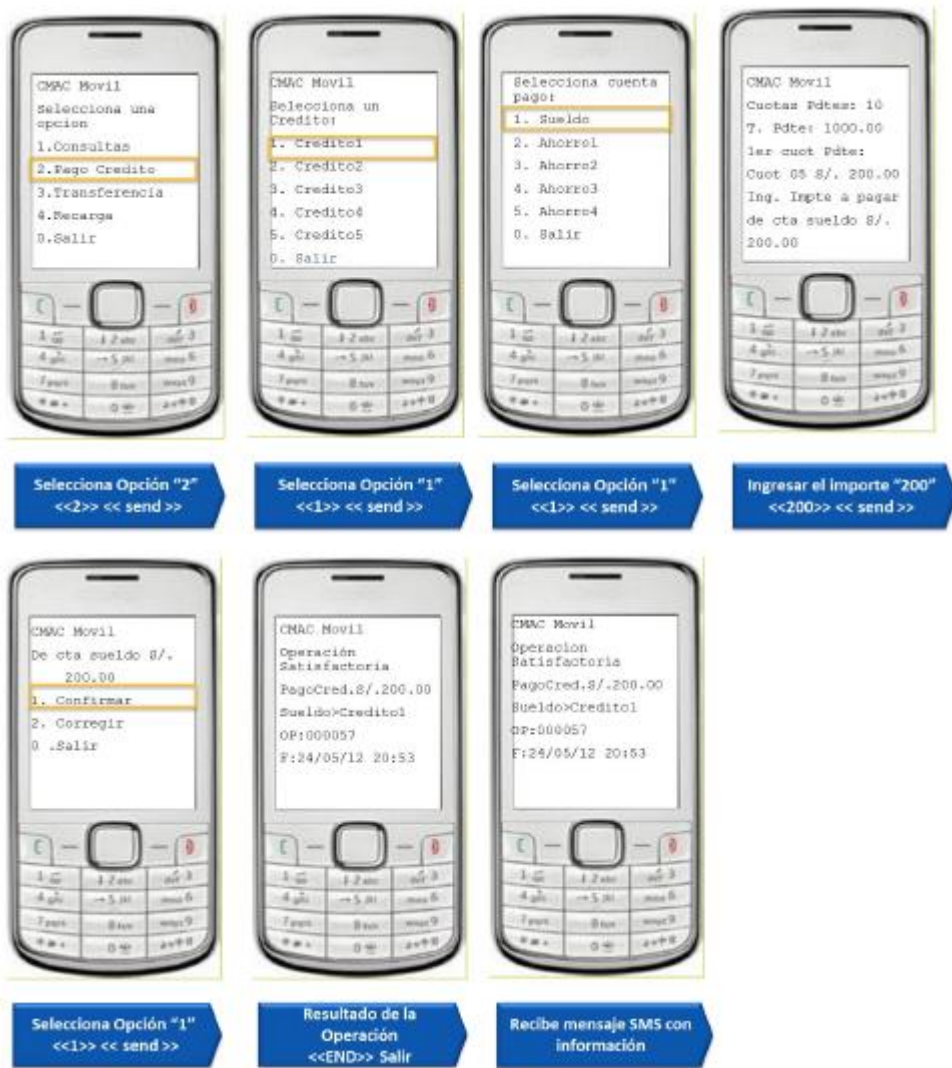 CMAC Movil
Selecciona una
opcion
1.Consultas
2.Pago Credito
3.Transferencia
4.Recarga
0.Salir
Selecciona Opción "2"
<<2>> << send >>
CMAC Movil
Selecciona un
Credito:
1. Credito1
2. Credito2
3. Credito3
4. Credito4
5. Credito5
0. Salir
Selecciona Opción "1"
<<1>> << send >>
Selecciona cuenta
pago:
1. Sueldo
2. Ahorro1
3. Ahorro2
4. Ahorro3
5. Ahorro4
0. Salir
Selecciona Opción "1"
<<1>> << send >>
CMAC Movil
Cuotas Pdtes: 10
T. Pdte: 1000.00
1er cuot Pdte:
Cuot 05 S/. 200.00
Ing. Impte a pagar
de cta sueldo S/.
200.00
Ingresar el importe "200"
<<200>> << send >>
CMAC Movil
De cta sueldo S/.
200.00
1. Confirmar
2. Corregir
0 .Salir
Selecciona Opción "1"
<<1>> << send >>
CMAC Movil
Operación
Satisfactoria
PagoCred.S/.200.00
Sueldo>Credito1
OP:000057
F:24/05/12 20:53
Resultado de la
Operación
<<END>> Salir
CMAC Movil
Operacion
Satisfactoria
PagoCred.S/.200.00
Sueldo>Credito1
OP:000057
F:24/05/12 20:53
Recibe mensaje SMS con
información